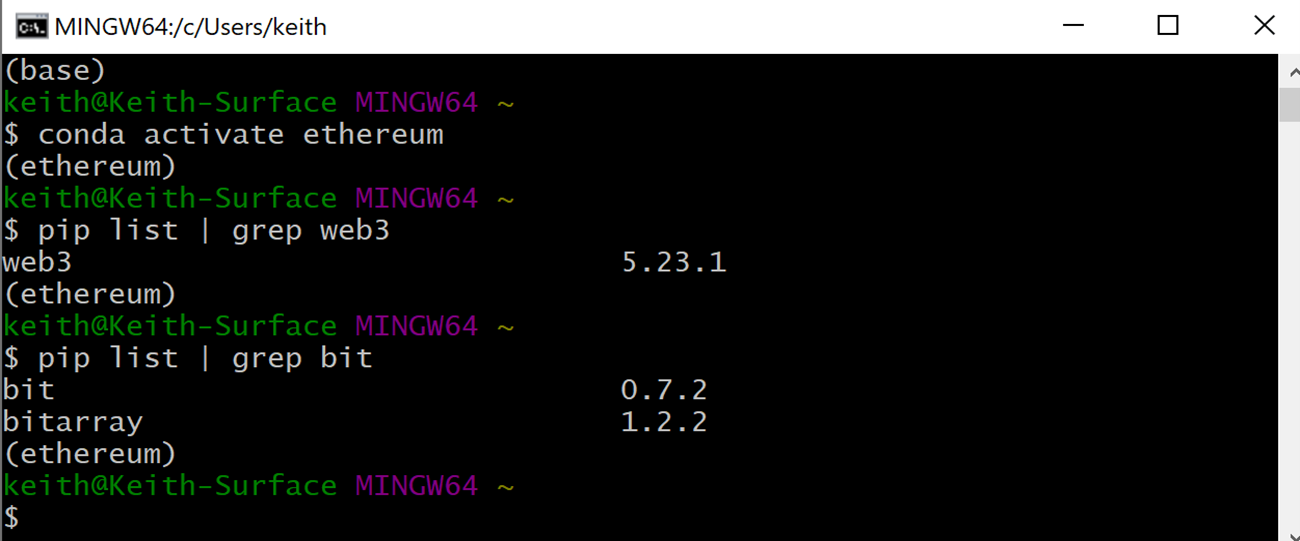 MINGW64:/c/Users/keith
(base)
keith@Keith-Surface MINGW64 ~
$ conda activate ethereum
(ethereum)
keith@Keith-Surface MINGW64 ~
$ pip list | grep web3
web3                                5.23.1
(ethereum)
keith@Keith-Surface MINGW64 ~
$ pip list | grep bit
bit                                 0.7.2
bitarray                            1.2.2
(ethereum)
keith@Keith-Surface MINGW64 ~
$